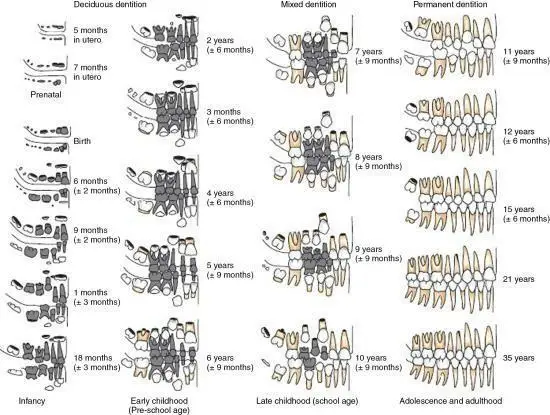 Deciduous dentition
5 months
in utero
7 months
in utero
Prenatal
Birth
6 months
(± 2 months)
9 months
(± 2 months)
1 months
(± 3 months)
18 months
(± 3 months)
Infancy
2 years
(± 6 months)
3 months
(± 6 months)
4 years
(± 6 months)
5 years
(± 9 months)
6 years
(± 9 months)
Early childhood
(Pre-school age)
Mixed dentition
7 years
(± 9 months)
8 years
(± 9 months)
9 years
(± 9 months)
10 years
(± 9 months)
Late childhood (school age)
Permanent dentition
11 years
(± 9 months)
12 years
(± 6 months)
15 years
(± 6 months)
21 years
35 years
Adolescence and adulthood